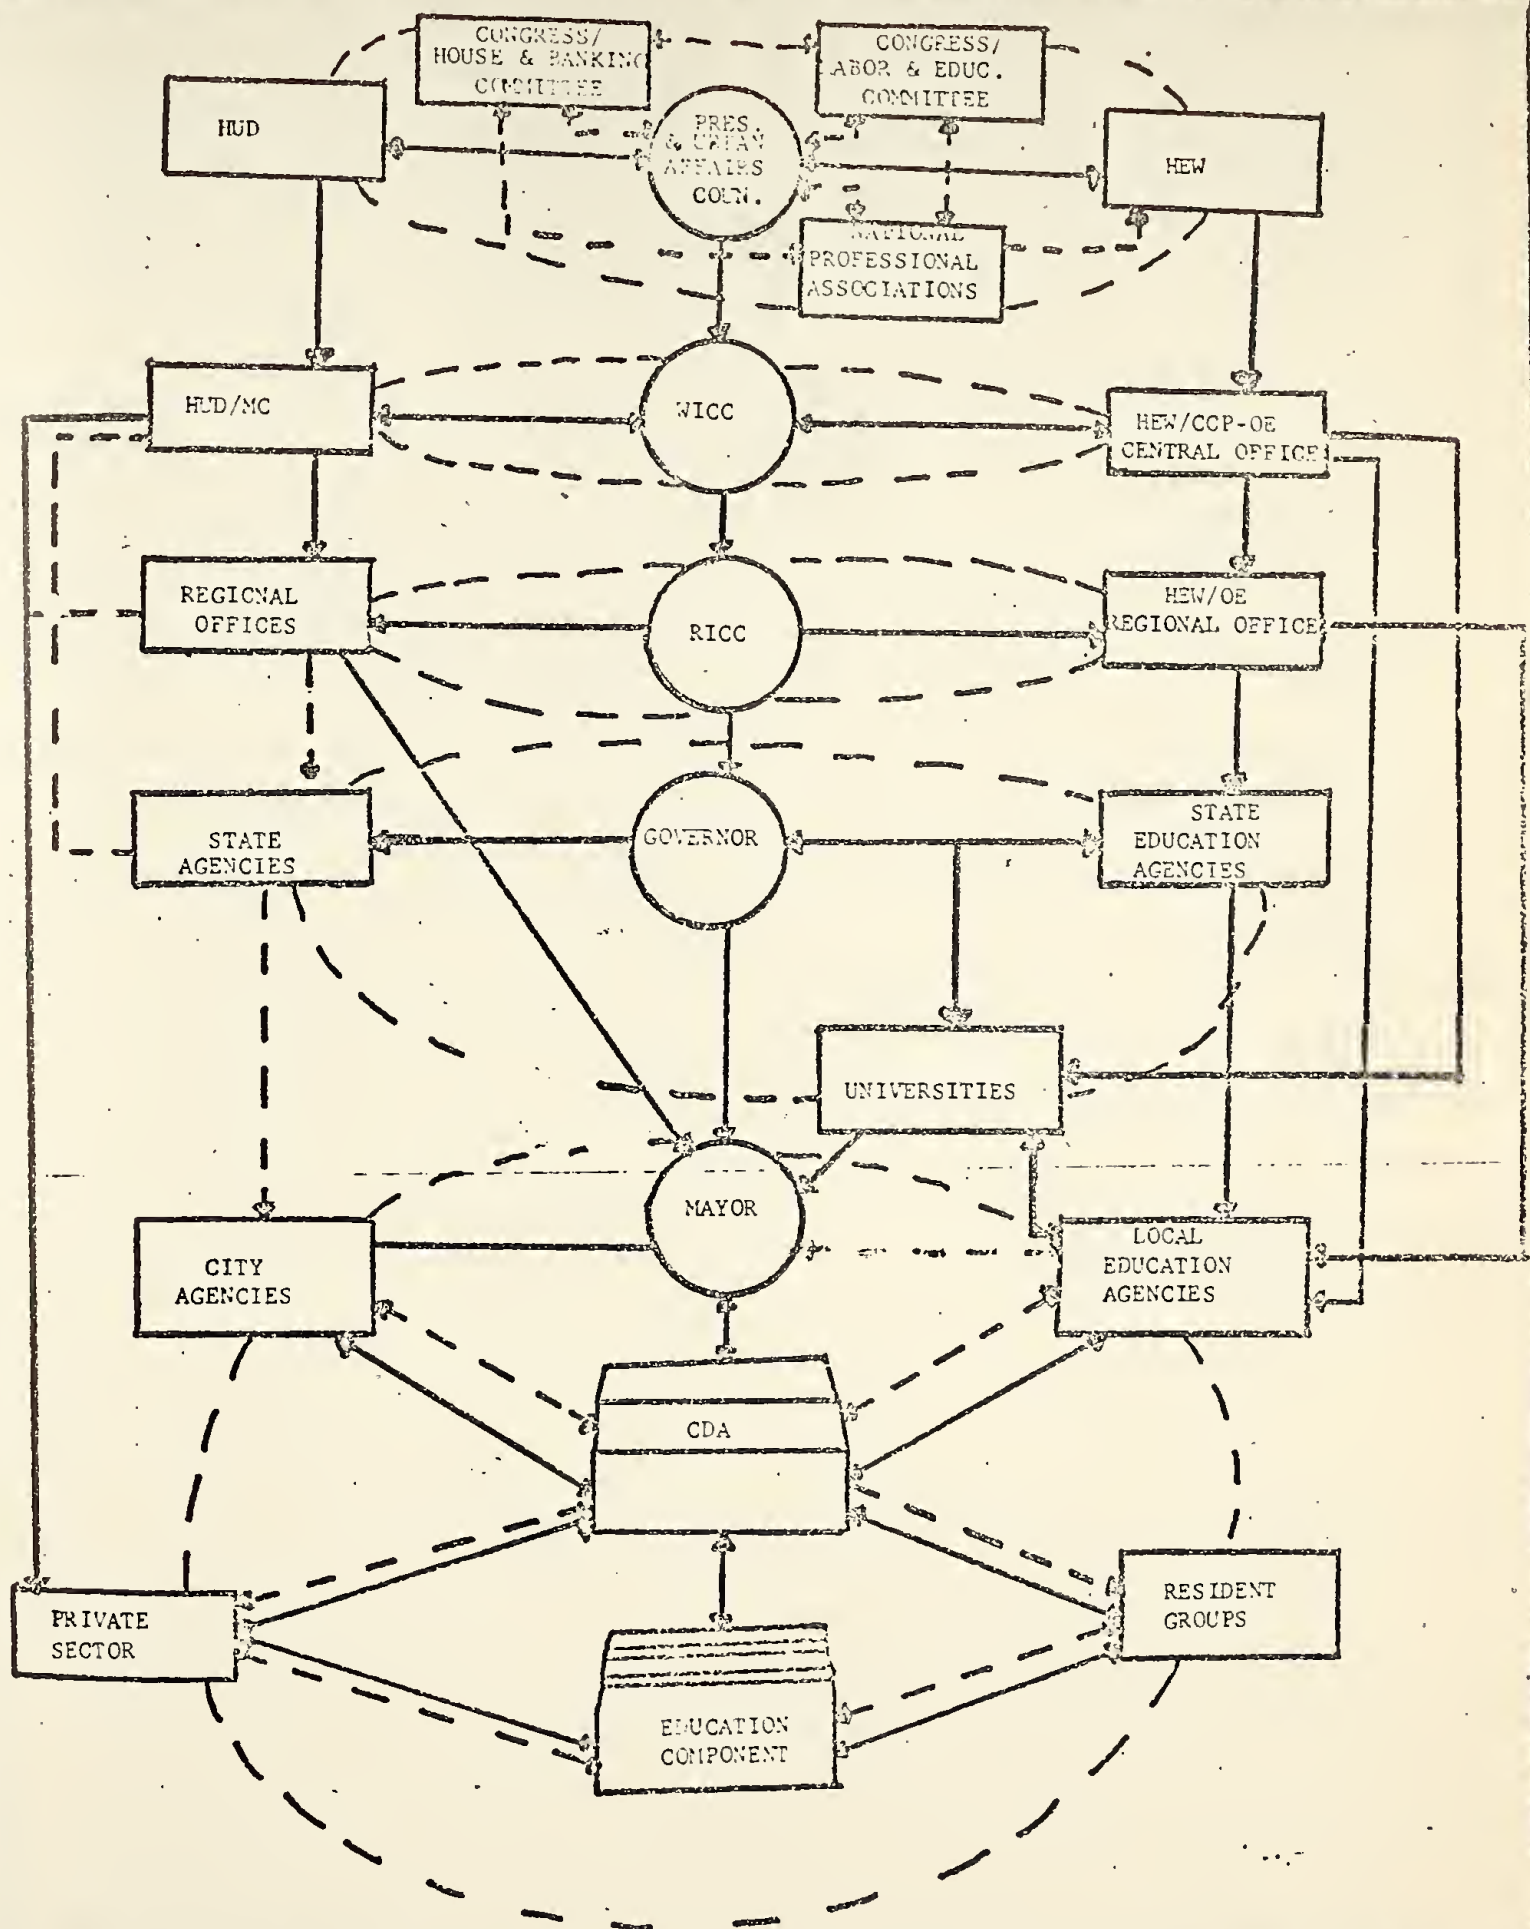 CONGRESS/
HOUSE & BANKING
COMMITTEE
CONGRESS/
LABOR & EDUC.
COMMITTEE
HUD
PRES.
& URBAN
AFFAIRS
COUN.
HEW
NATIONAL
PROFESSIONAL
ASSOCIATIONS
HUD/MC
WICC
HEW/CCP-OE
CENTRAL OFFICE
REGIONAL
OFFICES
RICC
HEW/OE
REGIONAL OFFICE
STATE
AGENCIES
GOVERNOR
STATE
EDUCATION
AGENCIES
UNIVERSITIES
MAYOR
CITY
AGENCIES
LOCAL
EDUCATION
AGENCIES
CDA
PRIVATE
SECTOR
RESIDENT
GROUPS
EDUCATION
COMPONENT